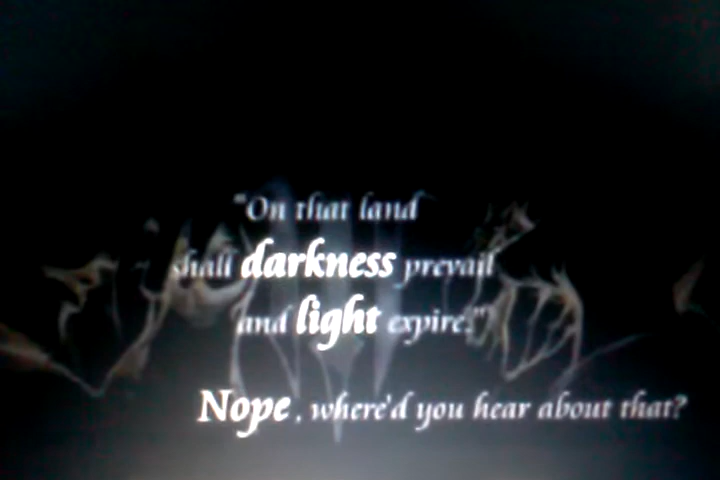 "On that land
shall darkness prevail
and light expire."
Nope, where'd you hear about that?